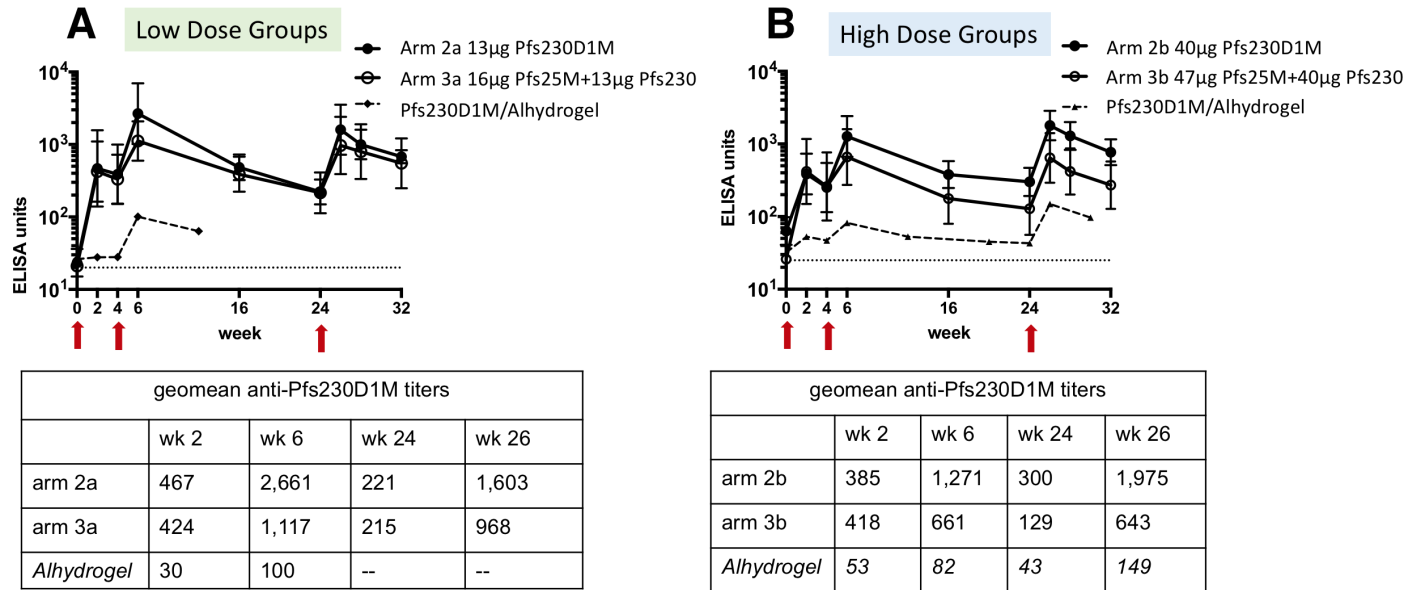 A
Low Dose Groups
Arm 2a 13µg Pfs230D1M
Arm 3a 16µg Pfs25M+13µg Pfs230
Pfs230D1M/Alhydrogel
ELISA units
10⁴
10³
10²
10¹
0 2 4 6 16 24 32
week
geomean anti-Pfs230D1M titers
wk 2 wk 6 wk 24 wk 26
arm 2a 467 2,661 221 1,603
arm 3a 424 1,117 215 968
Alhydrogel 30 100 -- --
B
High Dose Groups
Arm 2b 40µg Pfs230D1M
Arm 3b 47µg Pfs25M+40µg Pfs230
Pfs230D1M/Alhydrogel
ELISA units
10⁴
10³
10²
10¹
0 2 4 6 16 24 32
week
geomean anti-Pfs230D1M titers
wk 2 wk 6 wk 24 wk 26
arm 2b 385 1,271 300 1,975
arm 3b 418 661 129 643
Alhydrogel 53 82 43 149